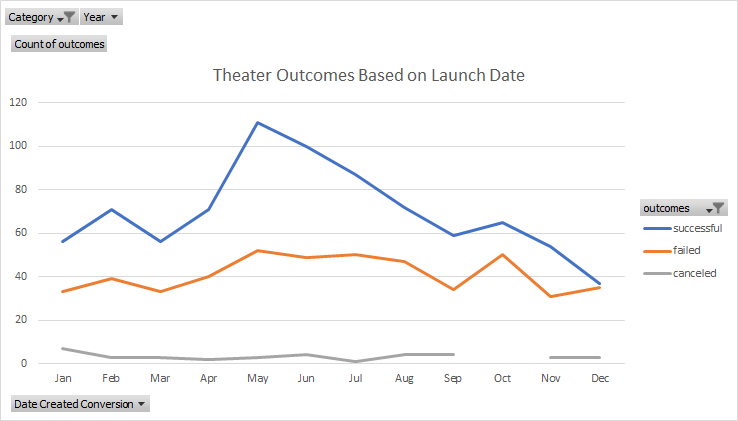 Category Year
Count of outcomes
Theater Outcomes Based on Launch Date
120
100
80
60
40
20
0
Jan Feb Mar Apr May Jun Jul Aug Sep Oct Nov Dec
outcomes
successful
failed
canceled
Date Created Conversion